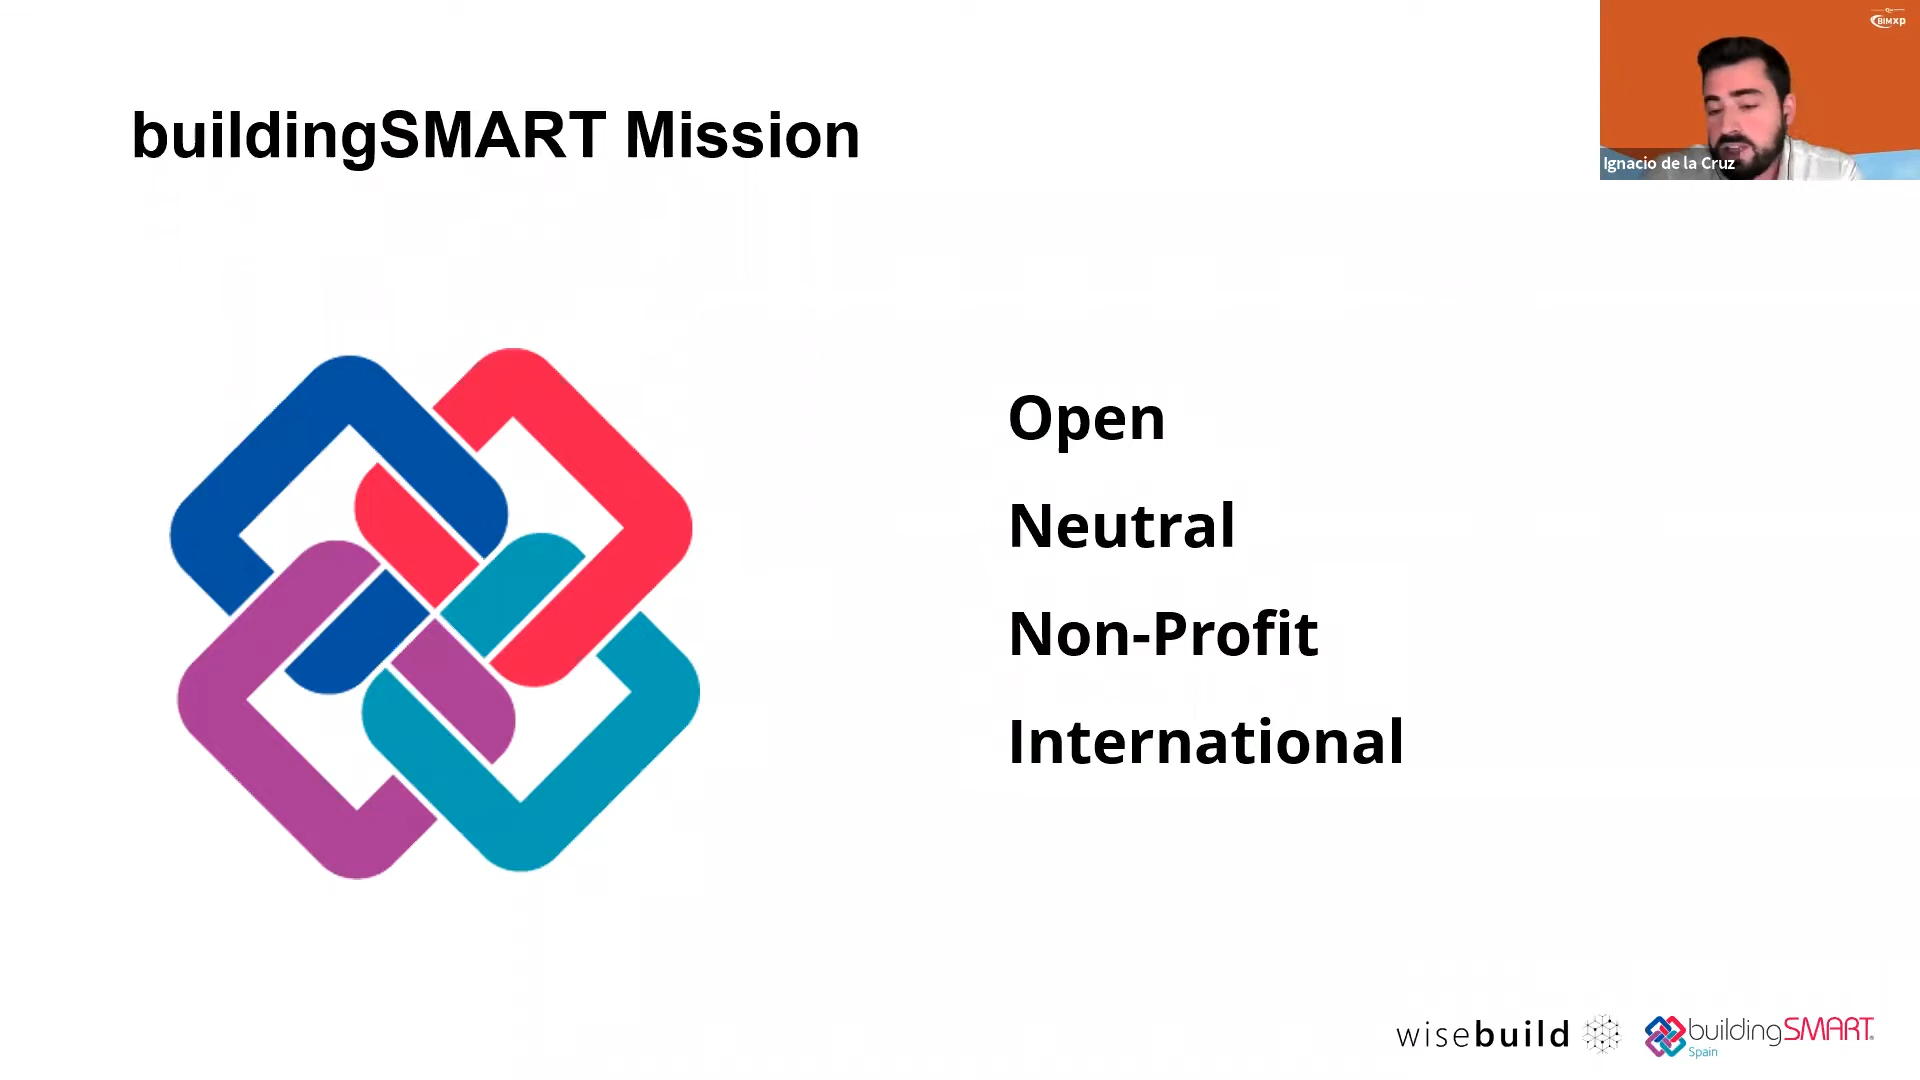 buildingSMART Mission
BIMxp
Ignacio de la Cruz
Open
Neutral
Non-Profit
International
wisebuild
buildingSMART
Spain